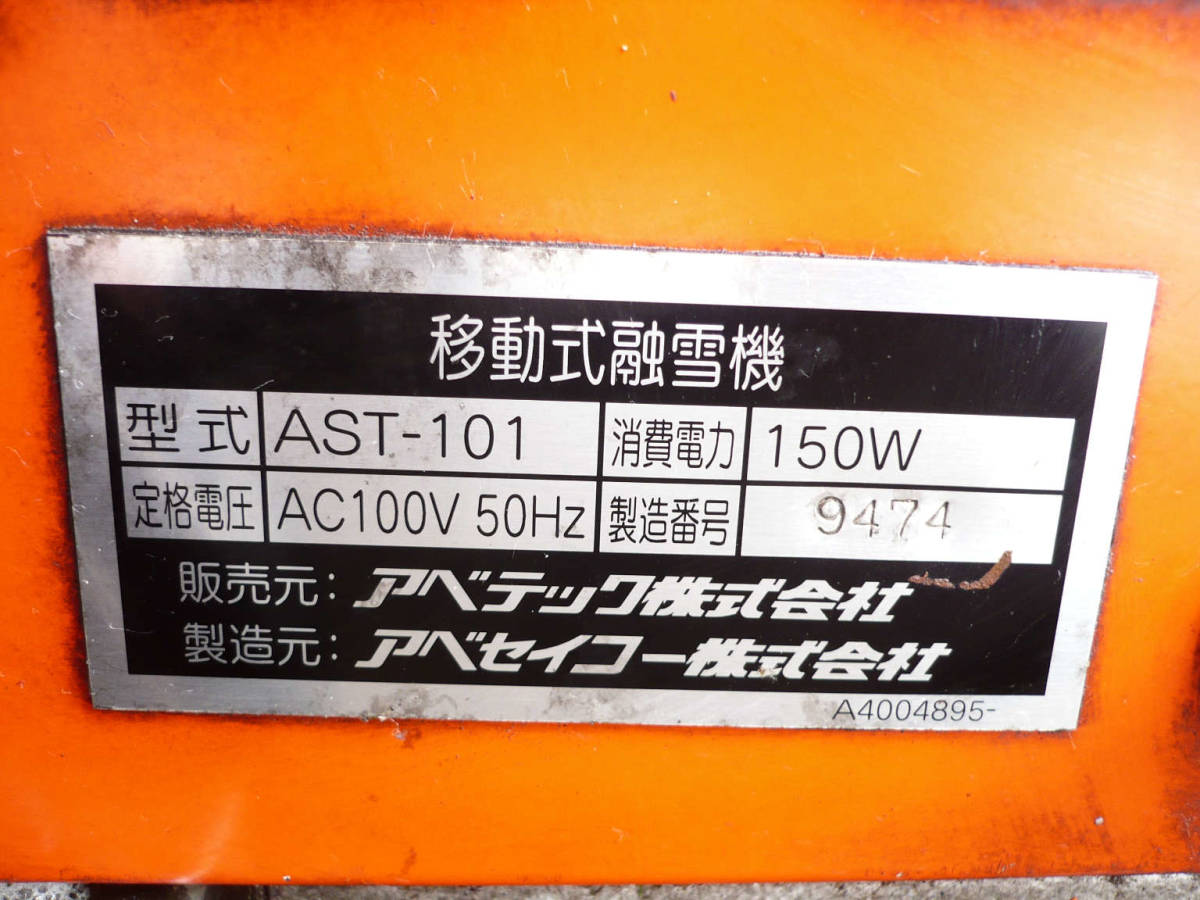 移動式融雪機
型式 AST-101 消費電力 150W
定格電圧 AC100V 50Hz 製造番号 9474
販売元: アベテック株式会社
製造元: アベセイコー株式会社
A4004895-